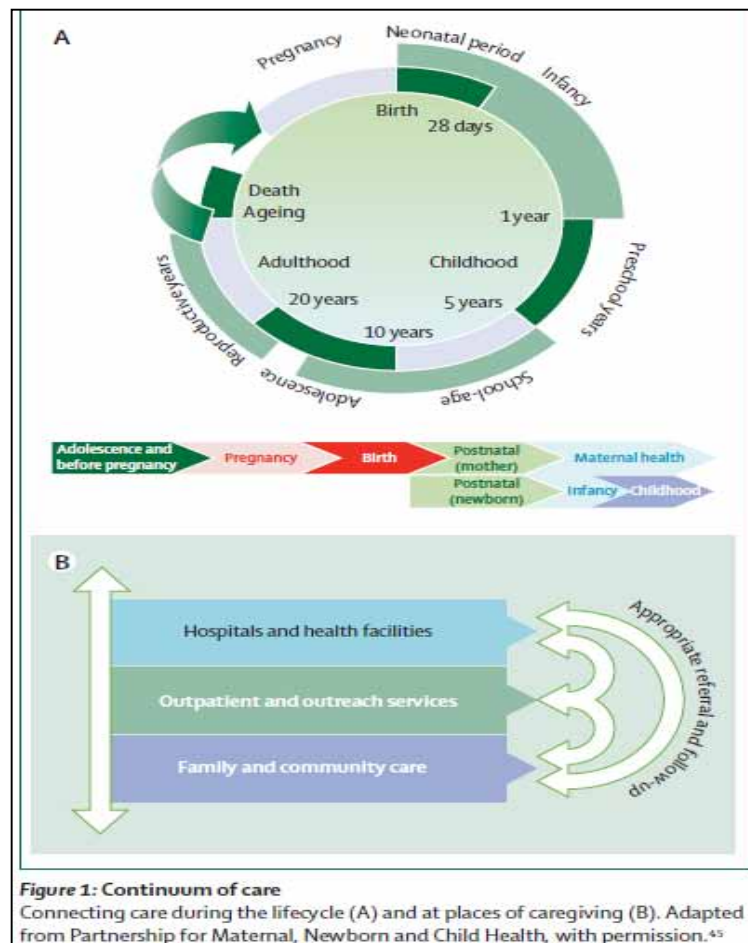 A
Pregnancy
Neonatal period
Infancy
Birth
28 days
Death
Ageing
1 year
Adulthood
Childhood
20 years
5 years
10 years
Preschool years
Reproductive years
Adolescence
School-age
Adolescence and
before pregnancy
Pregnancy
Birth
Postnatal
(mother)
Maternal health
Postnatal
(newborn)
Infancy
Childhood
B
Hospitals and health facilities
Outpatient and outreach services
Family and community care
Appropriate referral and follow-up
Figure 1: Continuum of care
Connecting care during the lifecycle (A) and at places of caregiving (B). Adapted
from Partnership for Maternal, Newborn and Child Health, with permission.⁴⁵